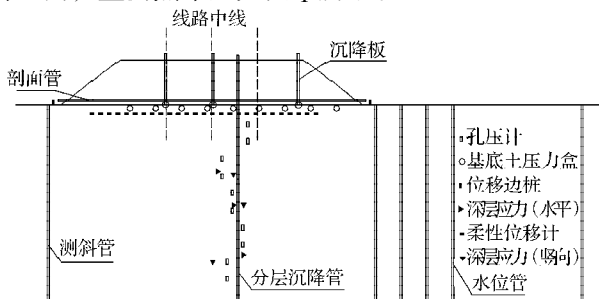 线路中线
沉降板
剖面管
孔压计
基底土压力盒
位移边桩
深层应力(水平)
柔性位移计
深层应力(竖向)
测斜管
分层沉降管
水位管